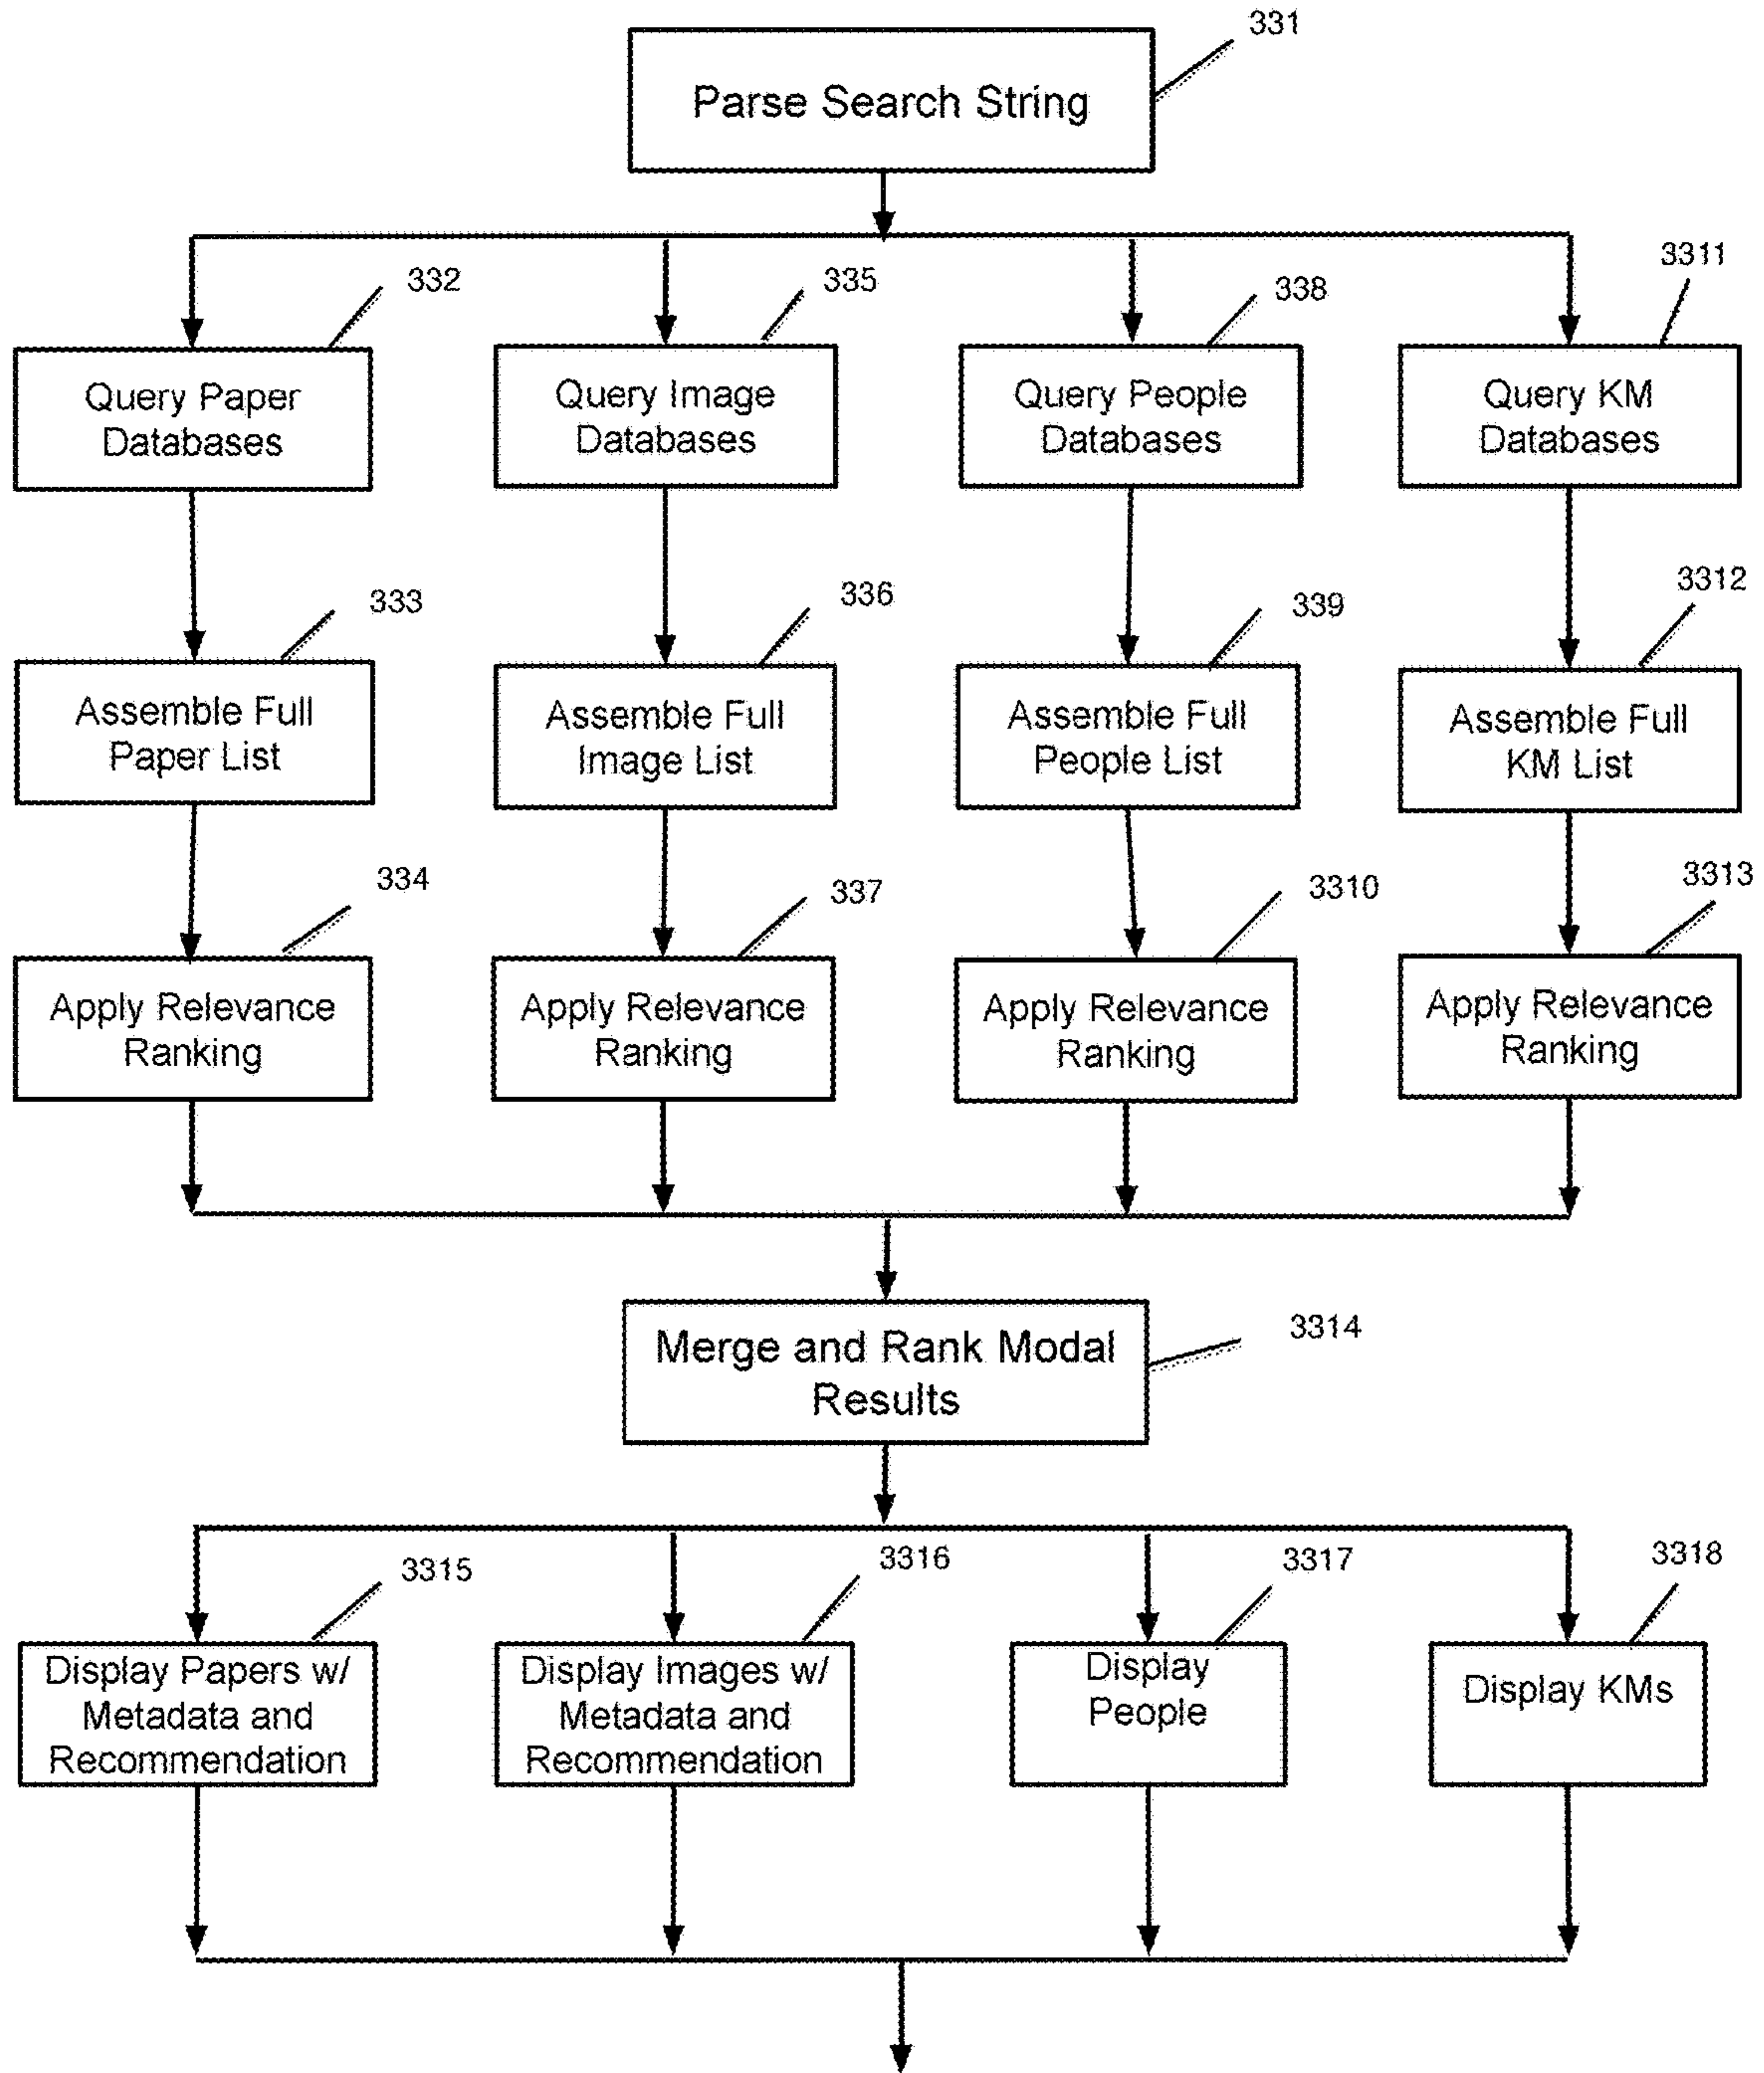 331
Parse Search String
332
335
338
3311
Query Paper
Databases
Query Image
Databases
Query People
Databases
Query KM
Databases
333
336
339
3312
Assemble Full
Paper List
Assemble Full
Image List
Assemble Full
People List
Assemble Full
KM List
334
337
3310
3313
Apply Relevance
Ranking
Apply Relevance
Ranking
Apply Relevance
Ranking
Apply Relevance
Ranking
3314
Merge and Rank Modal
Results
3315
3316
3317
3318
Display Papers w/
Metadata and
Recommendation
Display Images w/
Metadata and
Recommendation
Display
People
Display KMs